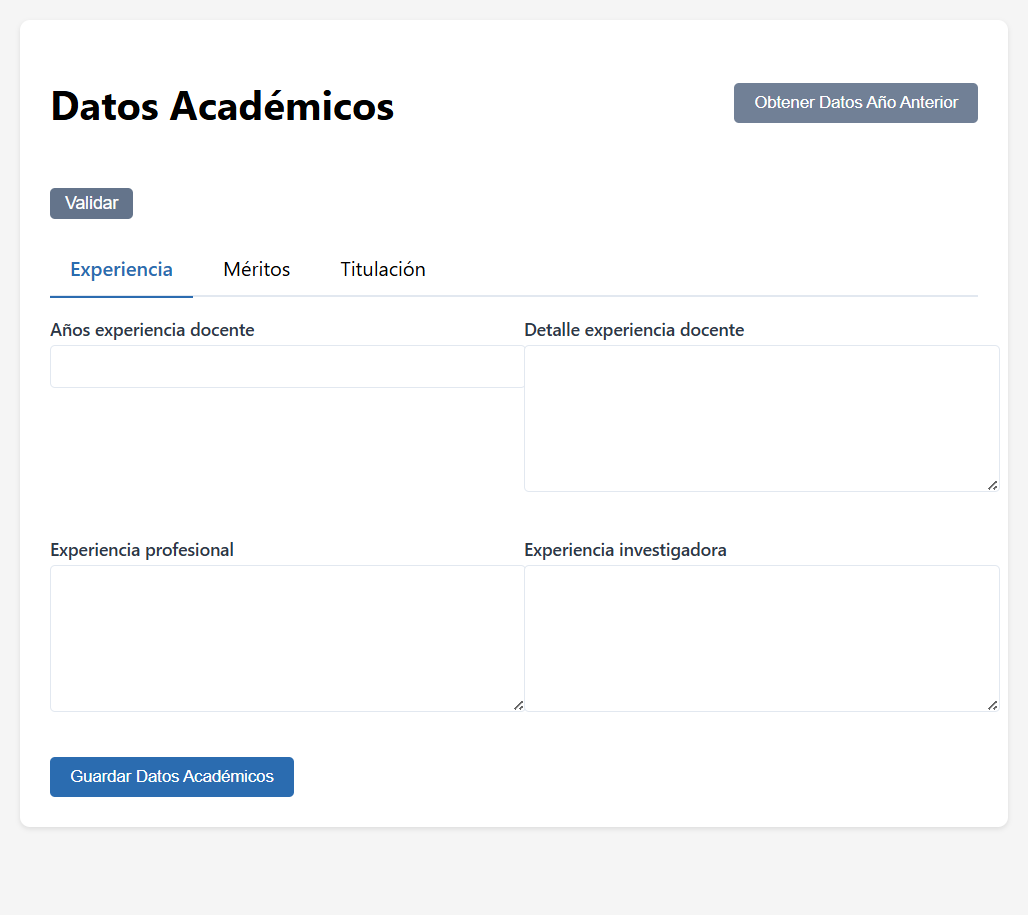 Datos Académicos
Obtener Datos Año Anterior
Validar
Experiencia
Méritos
Titulación
Años experiencia docente
Detalle experiencia docente
Experiencia profesional
Experiencia investigadora
Guardar Datos Académicos